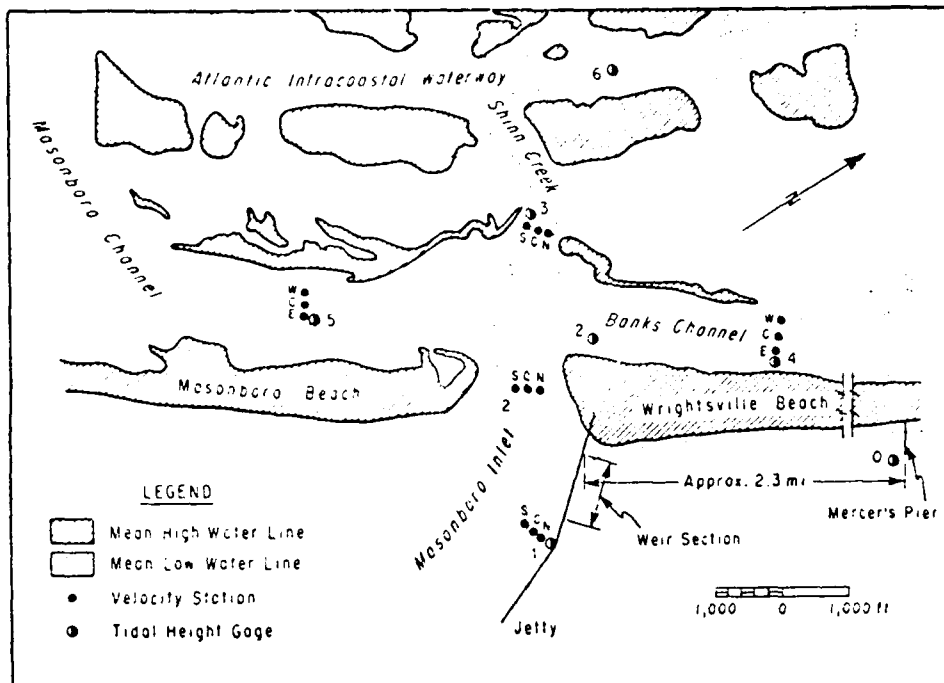 Atlantic Intracoastal Waterway
6
Shinn Creek
Masonboro Channel
N
3
S C N
W
C
E
5
2
Banks Channel
W
C
E
4
Masonboro Beach
S C N
2
Wrightsville Beach
Masonboro Inlet
Approx. 2.3 mi
0
Mercer's Pier
Weir Section
S C N
1
Jetty
LEGEND
Mean High Water Line
Mean Low Water Line
Velocity Station
Tidal Height Gage
1,000 0 1,000 ft